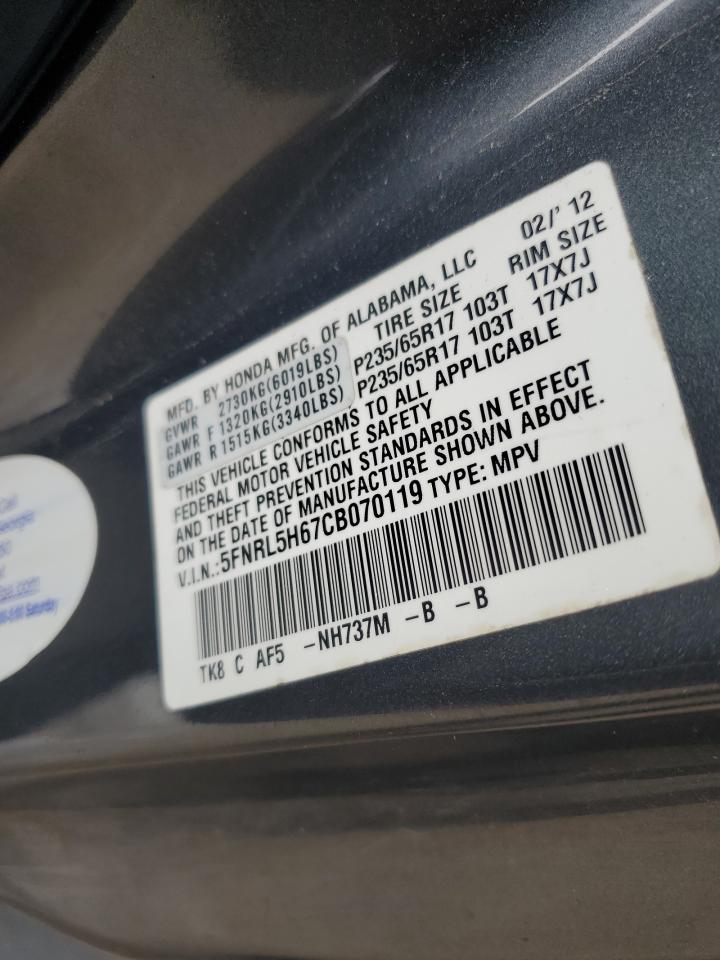 MFD. BY HONDA MFG. OF ALABAMA, LLC 02/'12
TIRE SIZE RIM SIZE
GVWR 2730KG(6019LBS)
GAWR F 1320KG(2910LBS) P235/65R17 103T 17X7J
GAWR R 1515KG(3340LBS) P235/65R17 103T 17X7J
THIS VEHICLE CONFORMS TO ALL APPLICABLE
FEDERAL MOTOR VEHICLE SAFETY
AND THEFT PREVENTION STANDARDS IN EFFECT
ON THE DATE OF MANUFACTURE SHOWN ABOVE.
V.I.N.:5FNRL5H67CB070119 TYPE: MPV
TK8 C AF5 -NH737M -B -B
Call
Georgia
Saturday